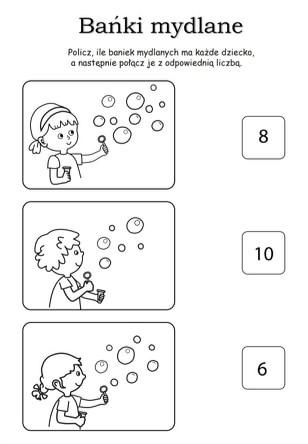 Bańki mydlane
Policz, ile baniek mydlanych ma każde dziecko,
a następnie połącz je z odpowiednią liczbą.
8
10
6